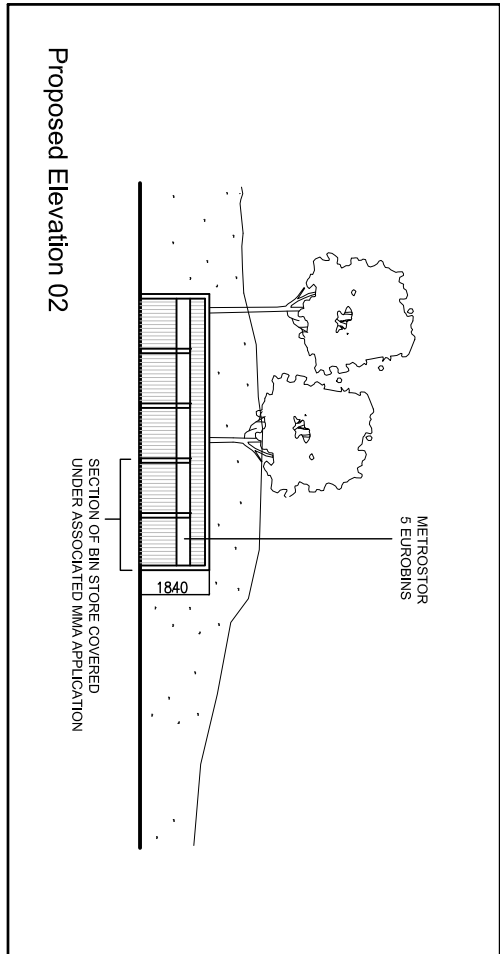 METROSTOR
5 EUROBINS
1840
SECTION OF BIN STORE COVERED
UNDER ASSOCIATED MMA APPLICATION
Proposed Elevation 02